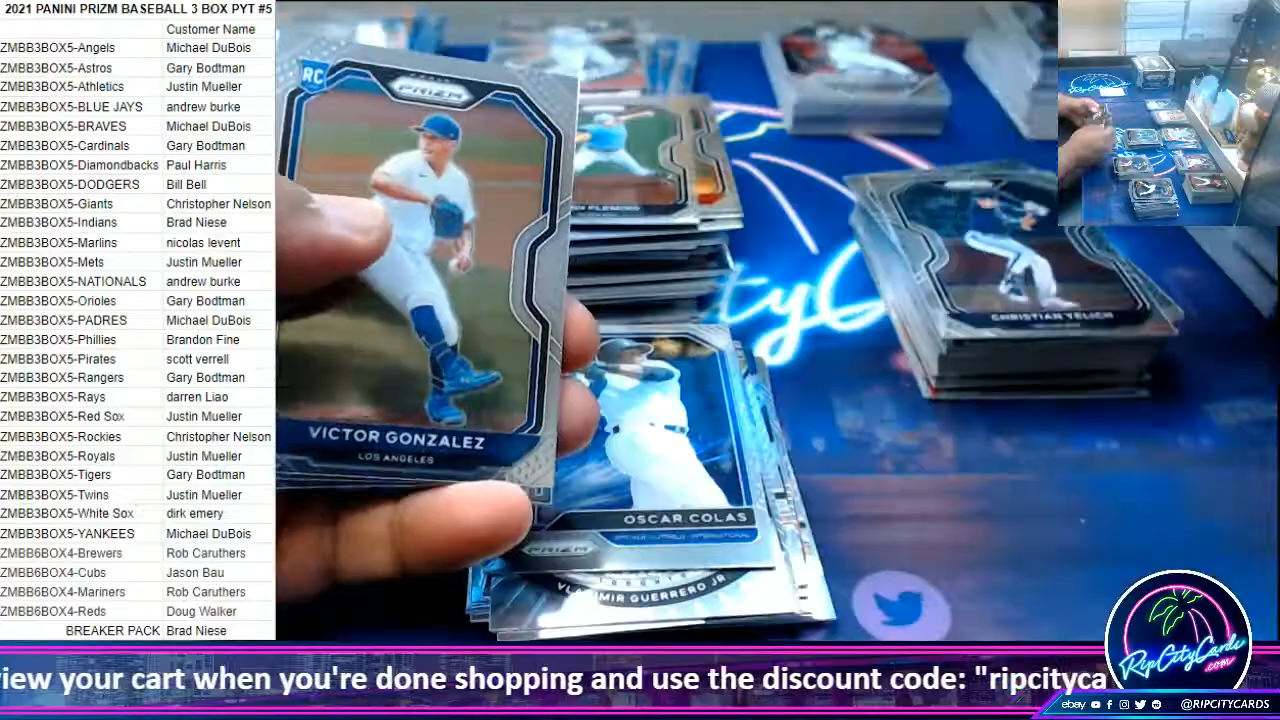 2021 PANINI PRIZM BASEBALL 3 BOX PYT #5
Customer Name
ZMBB3BOX5-Angels Michael DuBois
ZMBB3BOX5-Astros Gary Bodtman
ZMBB3BOX5-Athletics Justin Mueller
ZMBB3BOX5-BLUE JAYS andrew burke
ZMBB3BOX5-BRAVES Michael DuBois
ZMBB3BOX5-Cardinals Gary Bodtman
ZMBB3BOX5-Diamondbacks Paul Harris
ZMBB3BOX5-DODGERS Bill Bell
ZMBB3BOX5-Giants Christopher Nelson
ZMBB3BOX5-Indians Brad Niese
ZMBB3BOX5-Marlins nicolas levent
ZMBB3BOX5-Mets Justin Mueller
ZMBB3BOX5-NATIONALS andrew burke
ZMBB3BOX5-Orioles Gary Bodtman
ZMBB3BOX5-PADRES Michael DuBois
ZMBB3BOX5-Phillies Brandon Fine
ZMBB3BOX5-Pirates scott verrell
ZMBB3BOX5-Rangers Gary Bodtman
ZMBB3BOX5-Rays darren Liao
ZMBB3BOX5-Red Sox Justin Mueller
ZMBB3BOX5-Rockies Christopher Nelson
ZMBB3BOX5-Royals Justin Mueller
ZMBB3BOX5-Tigers Gary Bodtman
ZMBB3BOX5-Twins Justin Mueller
ZMBB3BOX5-White Sox dirk emery
ZMBB3BOX5-YANKEES Michael DuBois
ZMBB6BOX4-Brewers Rob Caruthers
ZMBB6BOX4-Cubs Jason Bau
ZMBB6BOX4-Mariners Rob Caruthers
ZMBB6BOX4-Reds Doug Walker
BREAKER PACK Brad Niese
RC
PRIZM
VICTOR GONZALEZ
LOS ANGELES
CHRISTIAN YELICH
ityC
OSCAR COLAS
PRIZM
VLADIMIR GUERRERO JR
RipCityCards
.com
iew your cart when you're done shopping and use the discount code: "ripcityca
ebay @RIPCITYCARDS